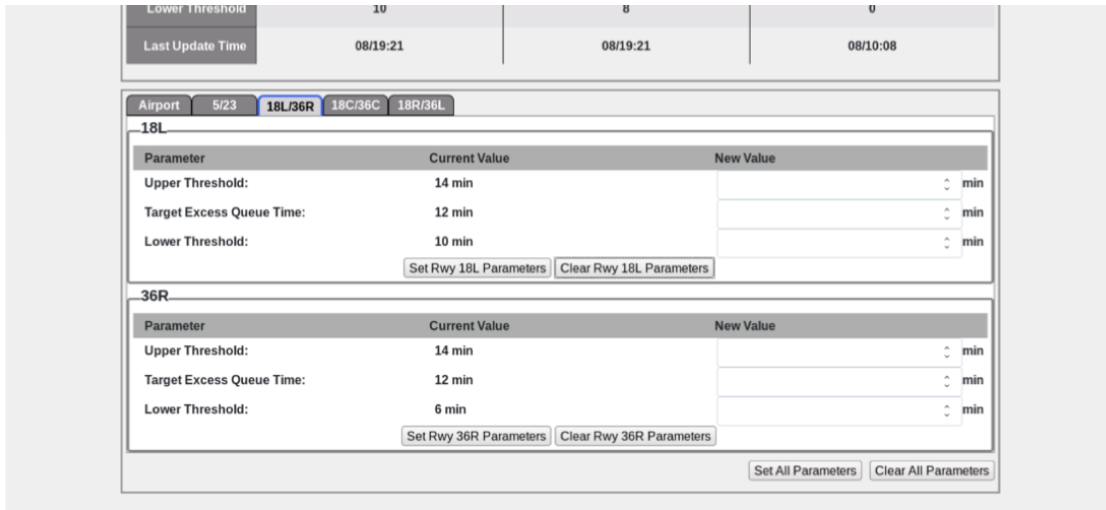 Lower Threshold 10 8 0
Last Update Time 08/19:21 08/19:21 08/10:08
Airport 5/23 18L/36R 18C/36C 18R/36L
18L
Parameter Current Value New Value
Upper Threshold: 14 min min
Target Excess Queue Time: 12 min min
Lower Threshold: 10 min min
Set Rwy 18L Parameters Clear Rwy 18L Parameters
36R
Parameter Current Value New Value
Upper Threshold: 14 min min
Target Excess Queue Time: 12 min min
Lower Threshold: 6 min min
Set Rwy 36R Parameters Clear Rwy 36R Parameters
Set All Parameters Clear All Parameters